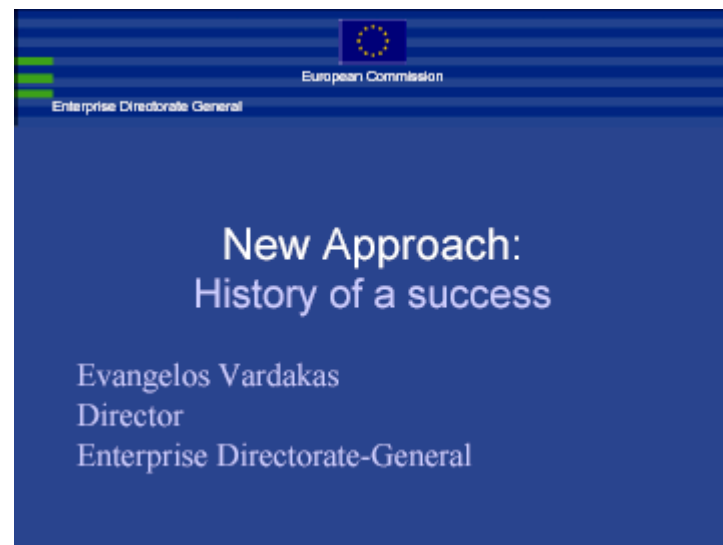 European Commission
Enterprise Directorate General
New Approach:
History of a success
Evangelos Vardakas
Director
Enterprise Directorate-General